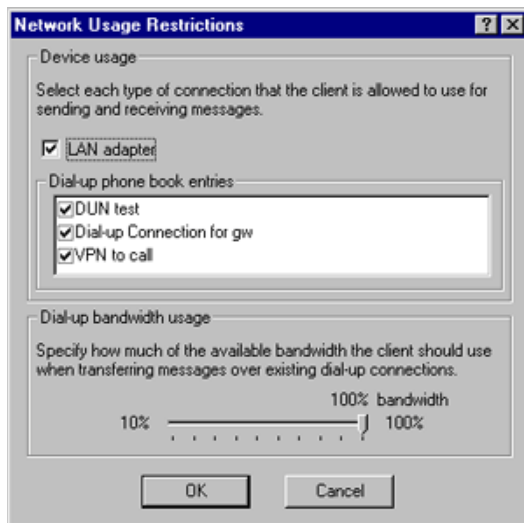 Network Usage Restrictions
Device usage
Select each type of connection that the client is allowed to use for
sending and receiving messages.
LAN adapter
Dial-up phone book entries
DUN test
Dial-up Connection for gw
VPN to call
Dial-up bandwidth usage
Specify how much of the available bandwidth the client should use
when transferring messages over existing dial-up connections.
100% bandwidth
10% 100%
OK Cancel